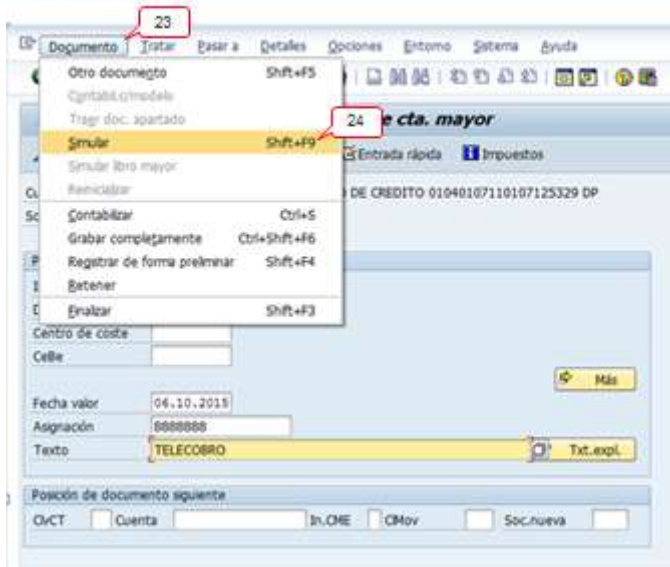 23
Documento Tratar Pasar a Detalles Opciones Entorno Sistema Ayuda
Otro documento Shift+F5
Contabil.c/modelo
Traer doc. apartado
24
e cta. mayor
Simular Shift+F9
Entrada rápida Impuestos
Simular libro mayor
Reinicializar
DE CREDITO 01040107110107125329 DP
Contabilizar Ctrl+S
Grabar completamente Ctrl+Shift+F6
Registrar de forma preliminar Shift+F4
Retener
Finalizar Shift+F3
Centro de coste
CeBe
Más
Fecha valor 06.10.2015
Asignación 8888888
Texto TELECOBRO Txt.expl.
Posición de documento siguiente
ClvCT Cuenta In.CME ClMov Soc.nueva